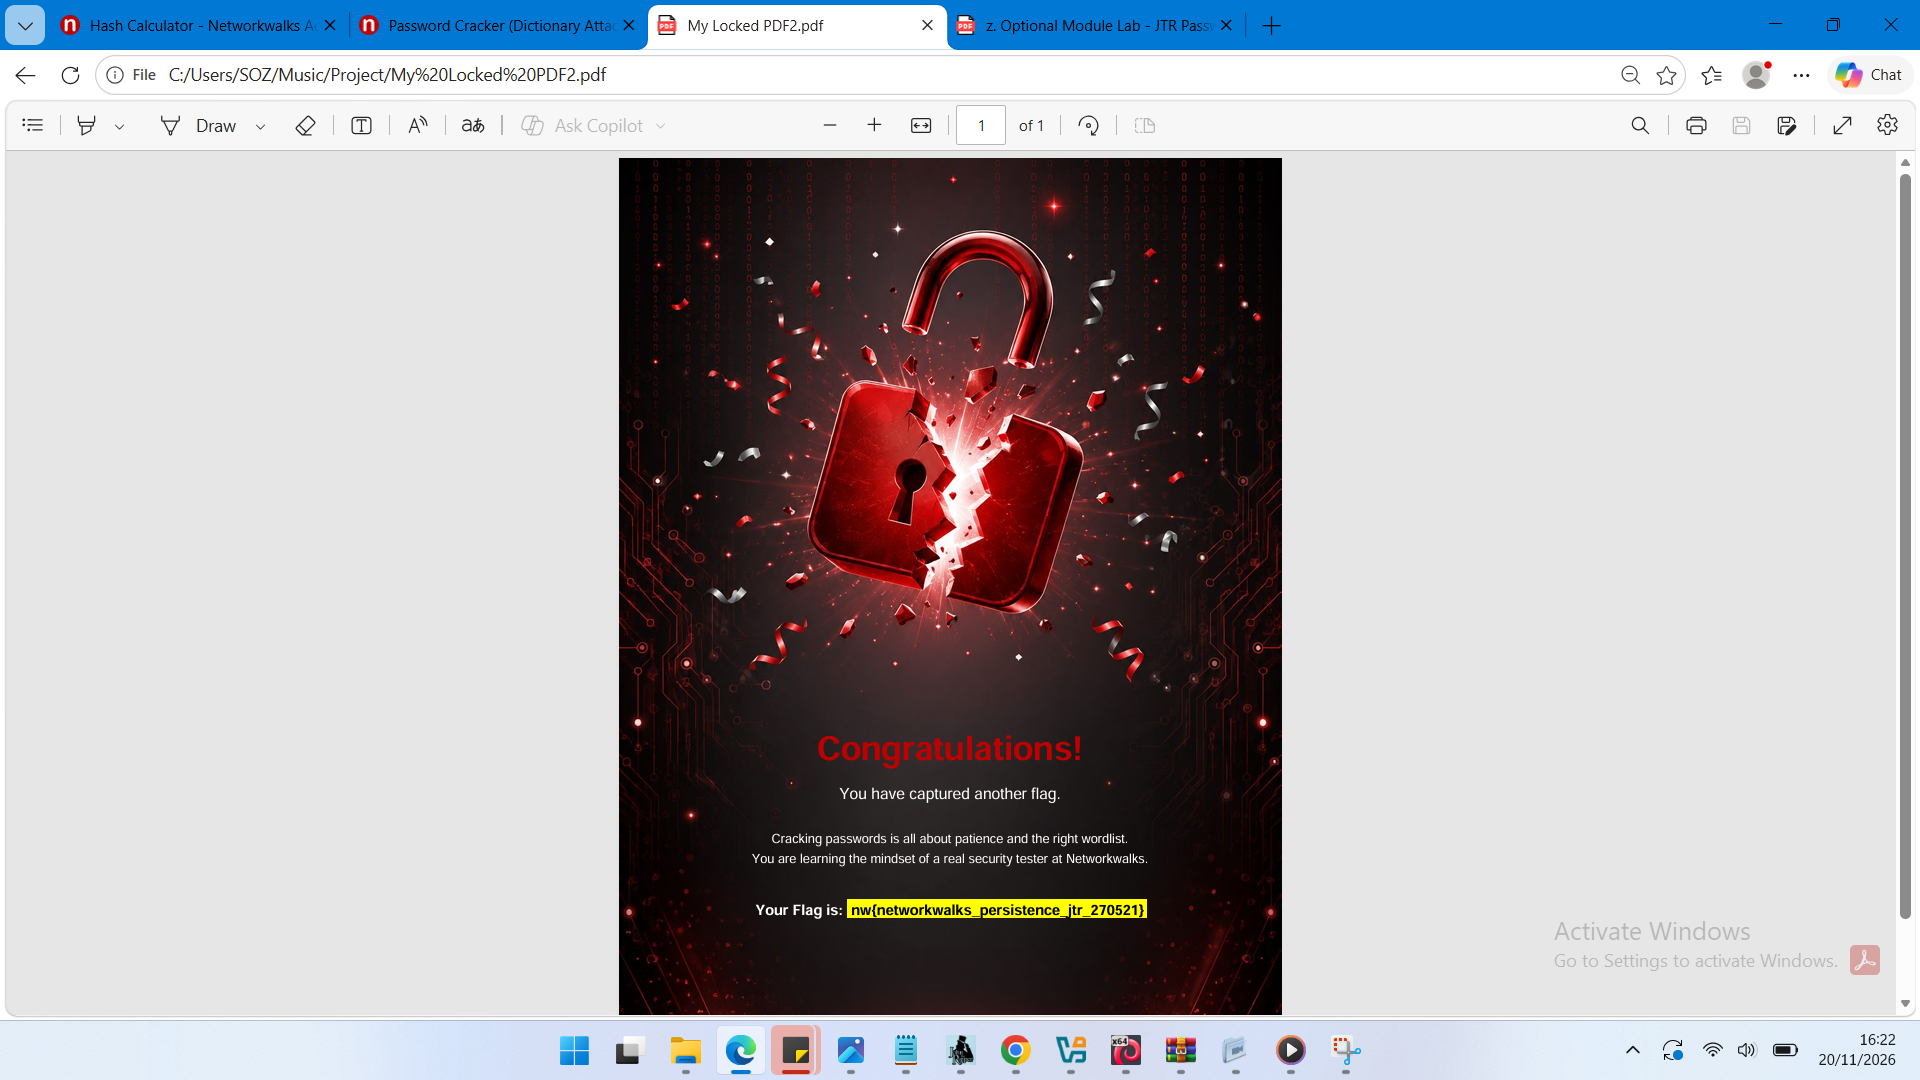 Hash Calculator - Networkwalks Ac
Password Cracker (Dictionary Attac
My Locked PDF2.pdf
z. Optional Module Lab - JTR Passw
File
C:/Users/SOZ/Music/Project/My%20Locked%20PDF2.pdf
Chat
Draw
Ask Copilot
1
of 1
Congratulations!
You have captured another flag.
Cracking passwords is all about patience and the right wordlist.
You are learning the mindset of a real security tester at Networkwalks.
Your Flag is: nw{networkwalks_persistence_jtr_270521}
Activate Windows
Go to Settings to activate Windows.
16:22
20/11/2026